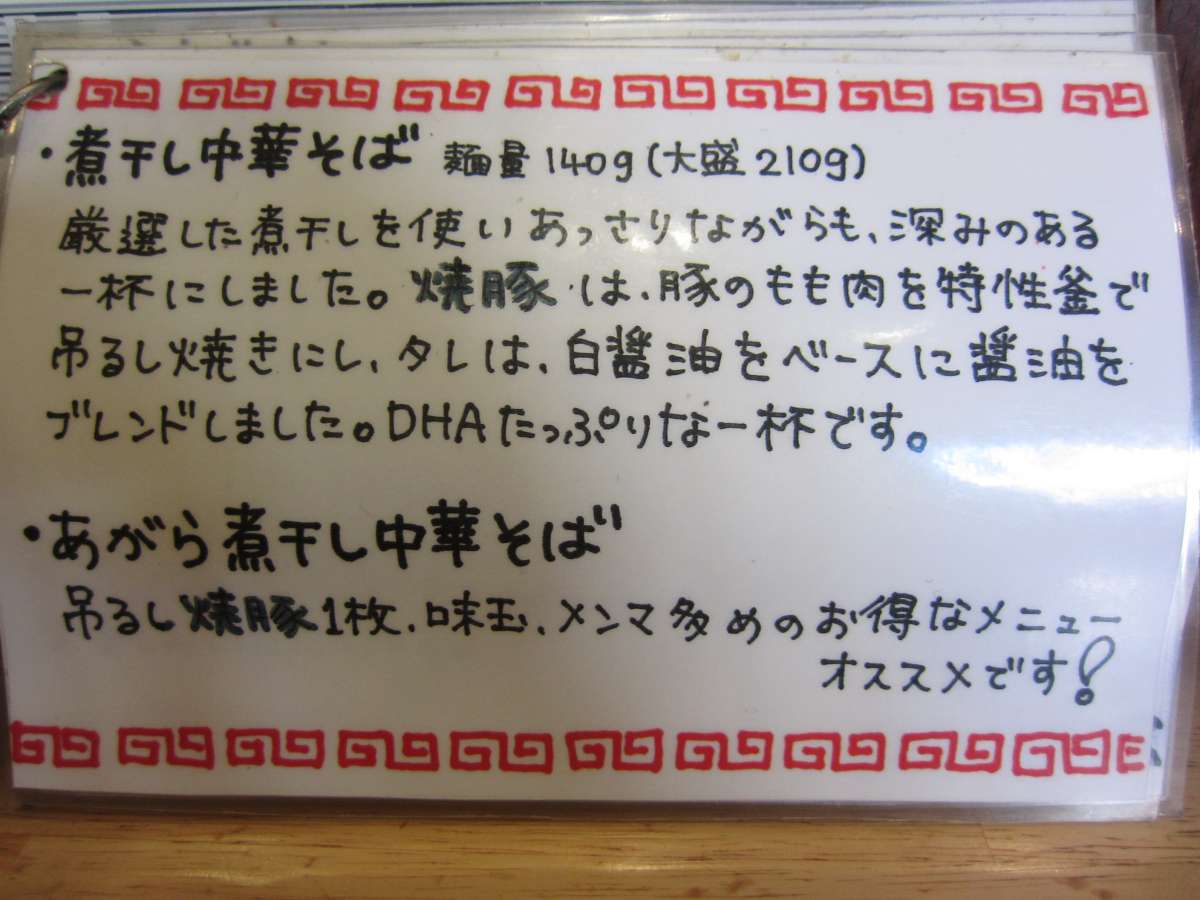 ・煮干し中華そば 麺量140g(大盛210g)
厳選した煮干しを使いあっさりながらも、深みのある
一杯にしました。焼豚は、豚のもも肉を特性釜で
吊るし焼きにし、タレは、白醤油をベースに醤油を
ブレンドしました。DHAたっぷりな一杯です。
・あがら煮干し中華そば
吊るし焼豚1枚、味玉、メンマ多めのお得なメニュー
オススメです!